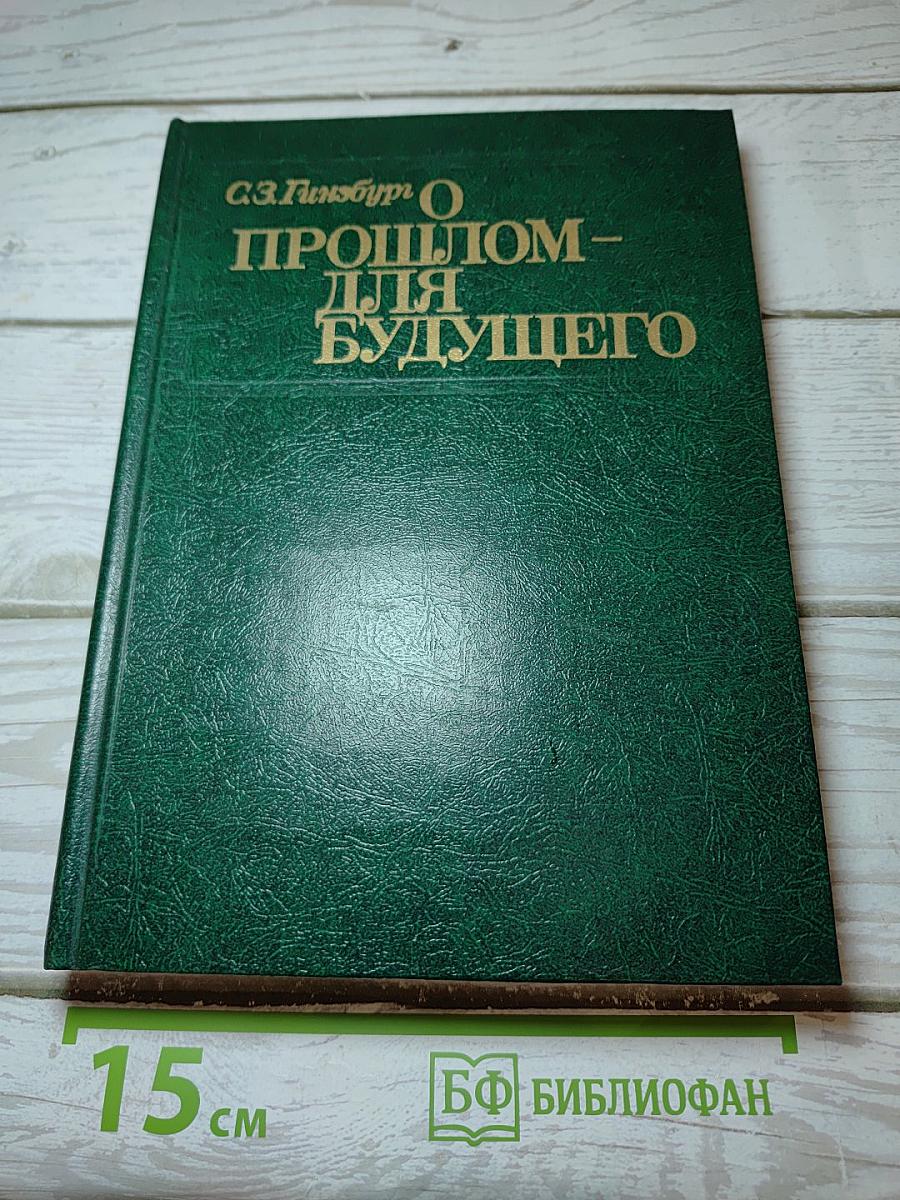 С.З.Гинзбург О
ПРОШЛОМ–
ДЛЯ
БУДУЩЕГО
15 см
БФ БИБЛИОФАН